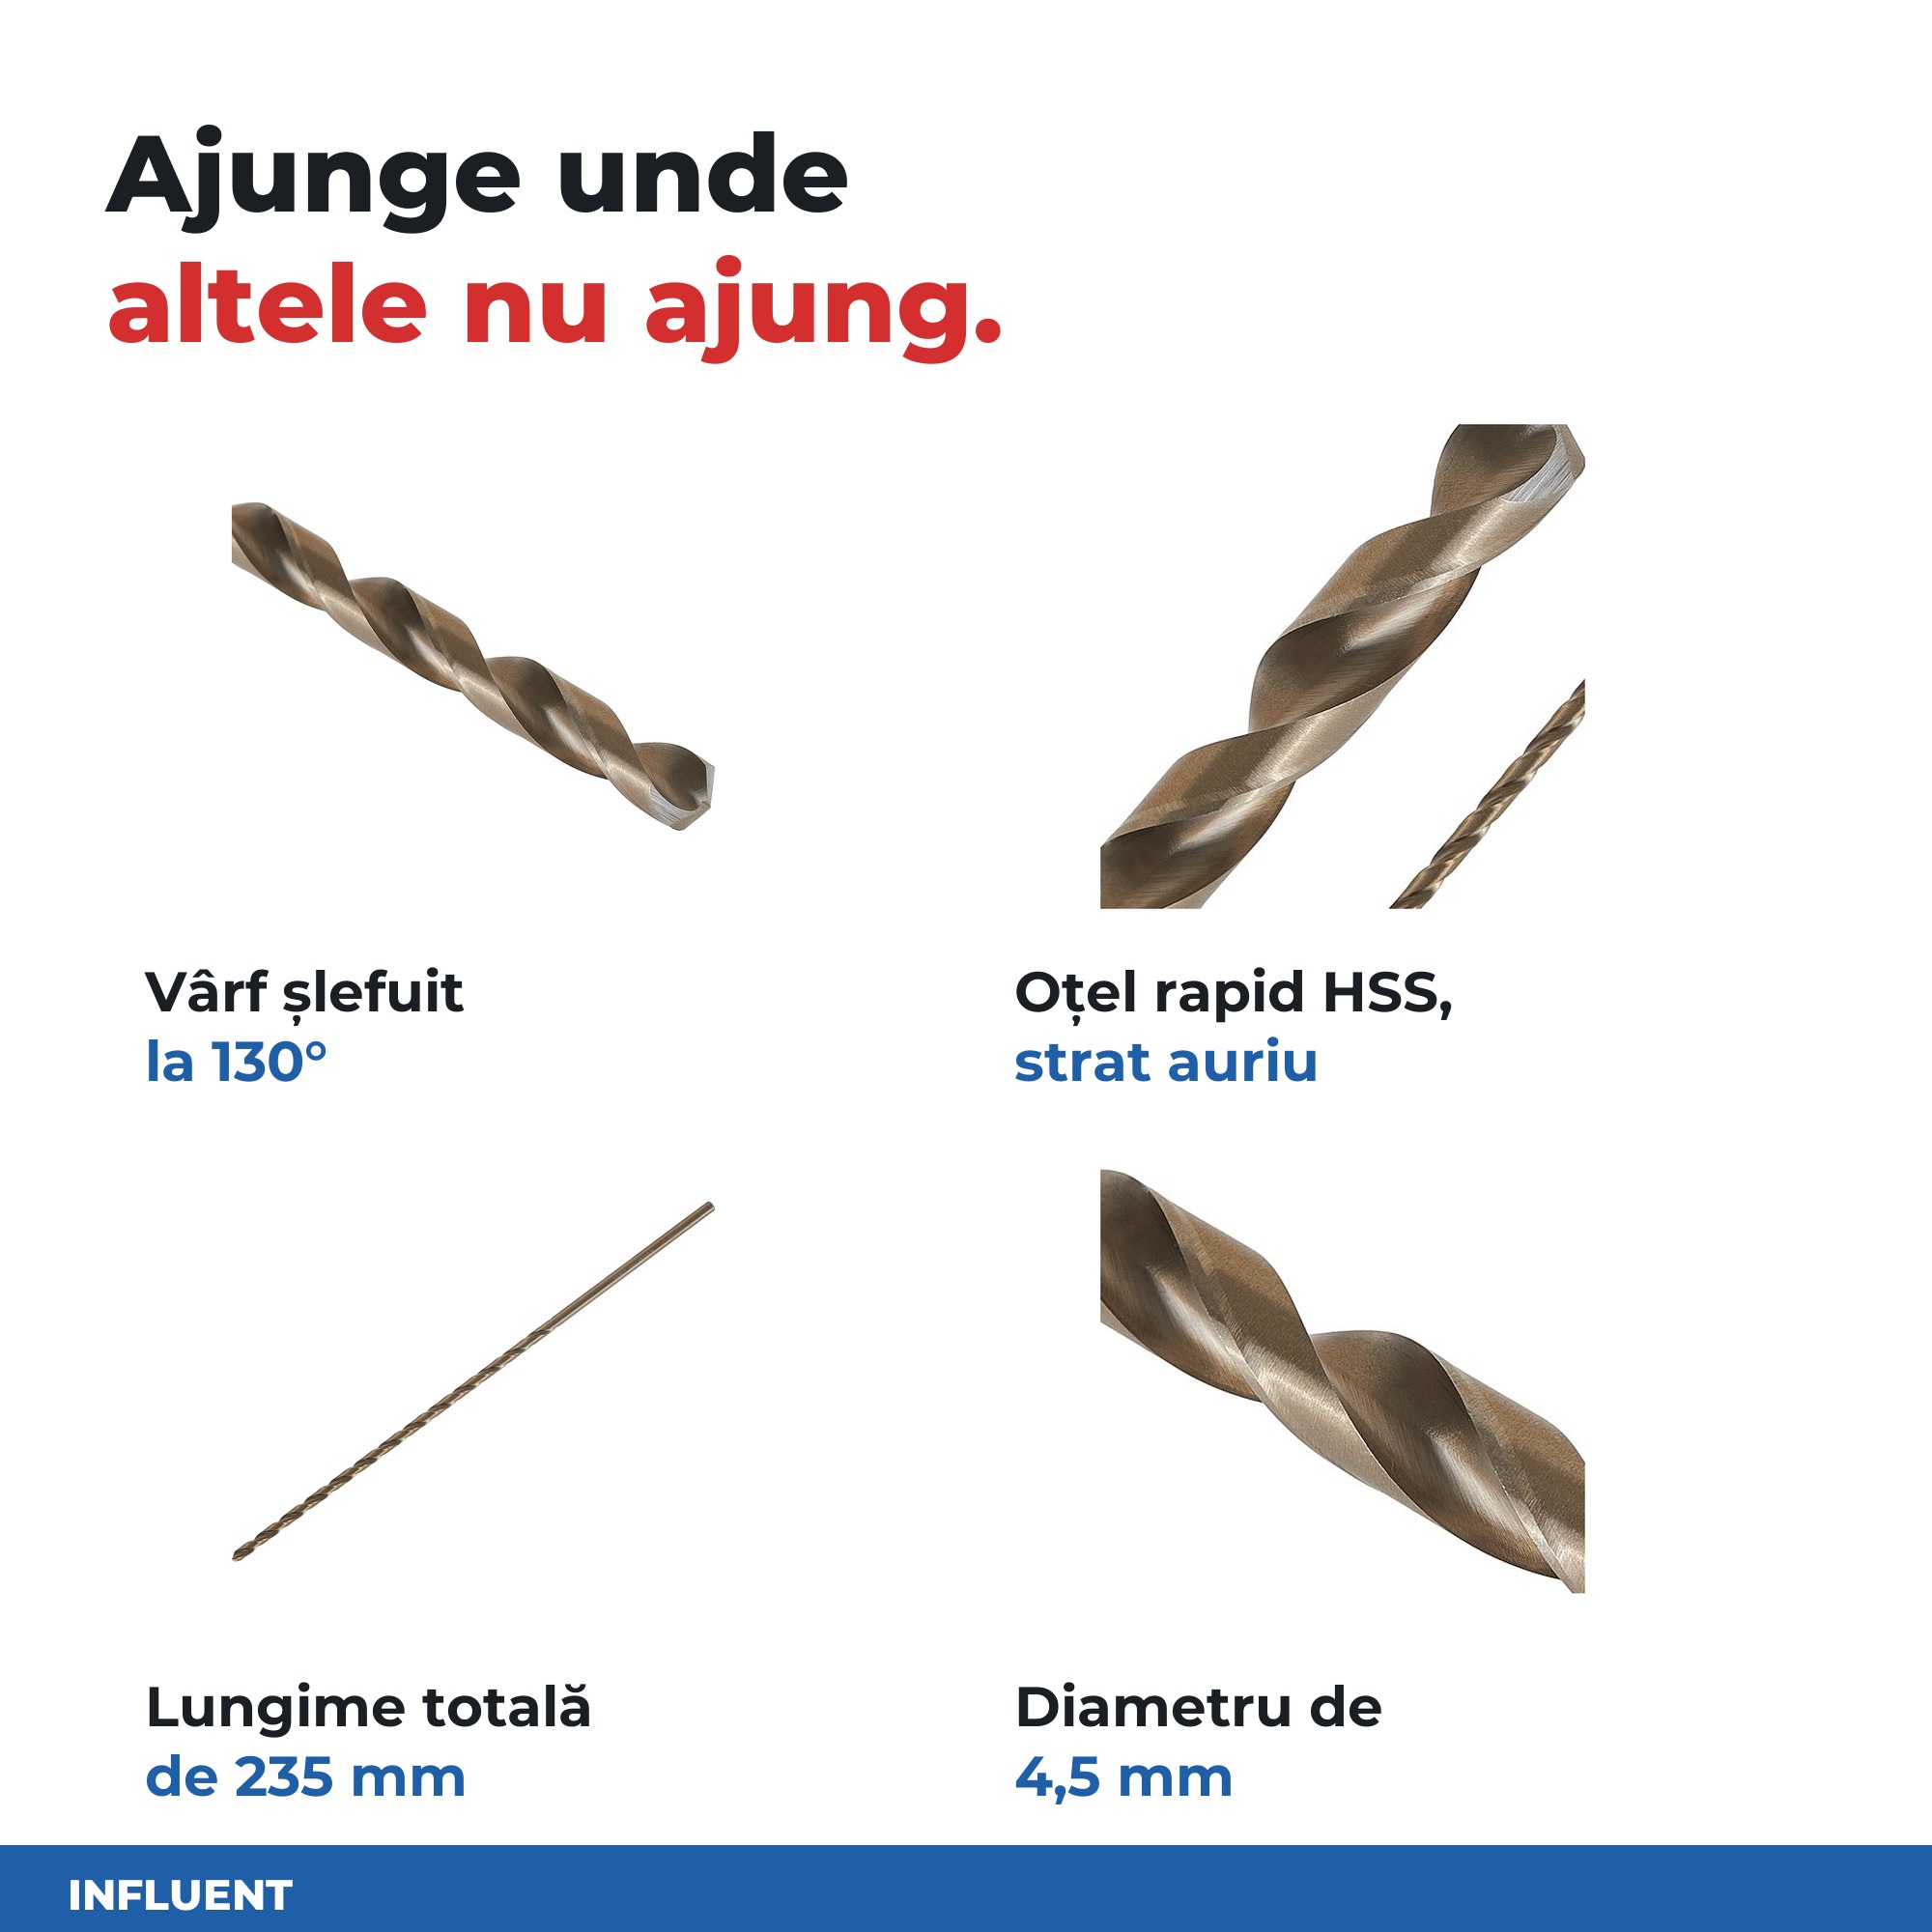 Ajunge unde
altele nu ajung.
Vârf șlefuit
la 130°
Oțel rapid HSS,
strat auriu
Lungime totală
de 235 mm
Diametru de
4,5 mm
INFLUENT